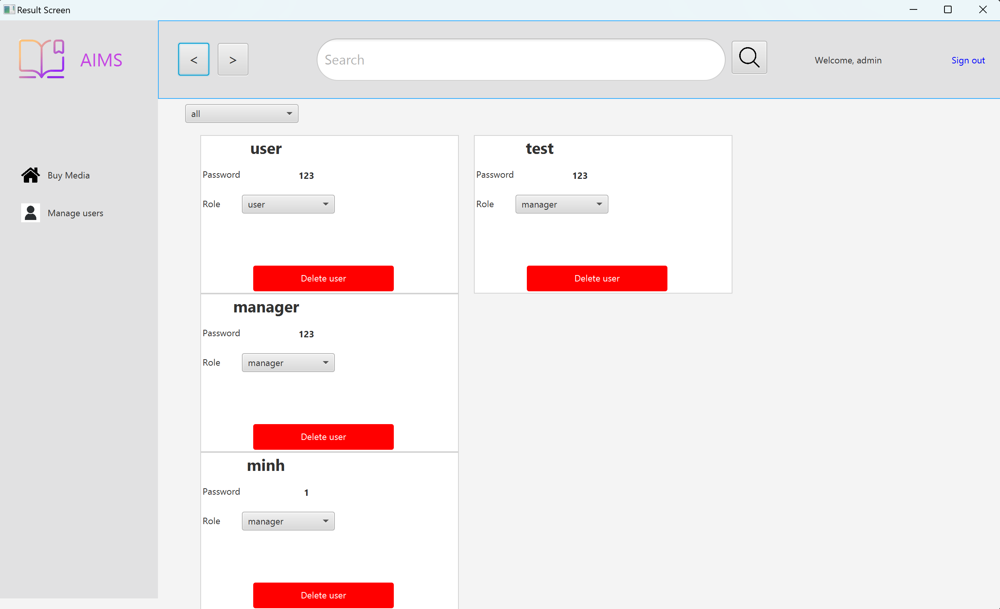 Result Screen
AIMS
<
>
Search
Welcome, admin
Sign out
Buy Media
Manage users
all
user
Password 123
Role user
Delete user
test
Password 123
Role manager
Delete user
manager
Password 123
Role manager
Delete user
minh
Password 1
Role manager
Delete user